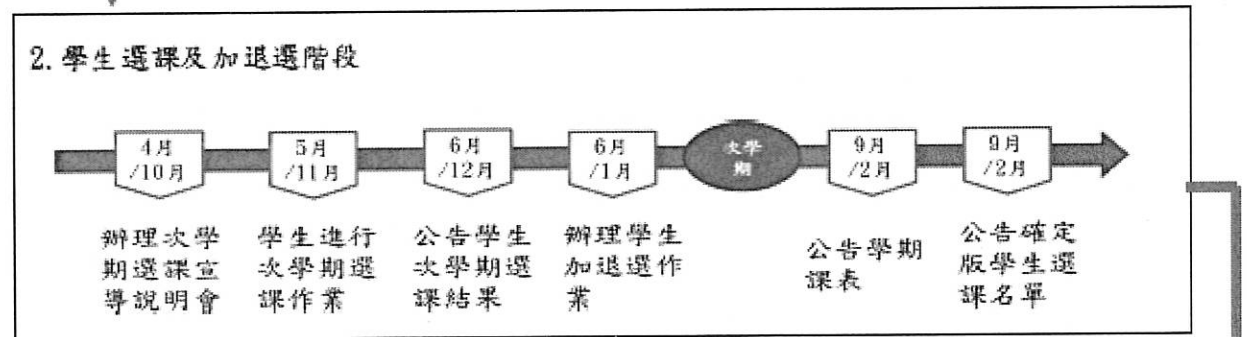 2. 學生選課及加退選階段
4月
/10月
5月
/11月
6月
/12月
6月
/1月
次學
期
9月
/2月
9月
/2月
辦理次學
期選課宣
導說明會
學生進行
次學期選
課作業
公告學生
次學期選
課結果
辦理學生
加退選作
業
公告學期
課表
公告確定
版學生選
課名單